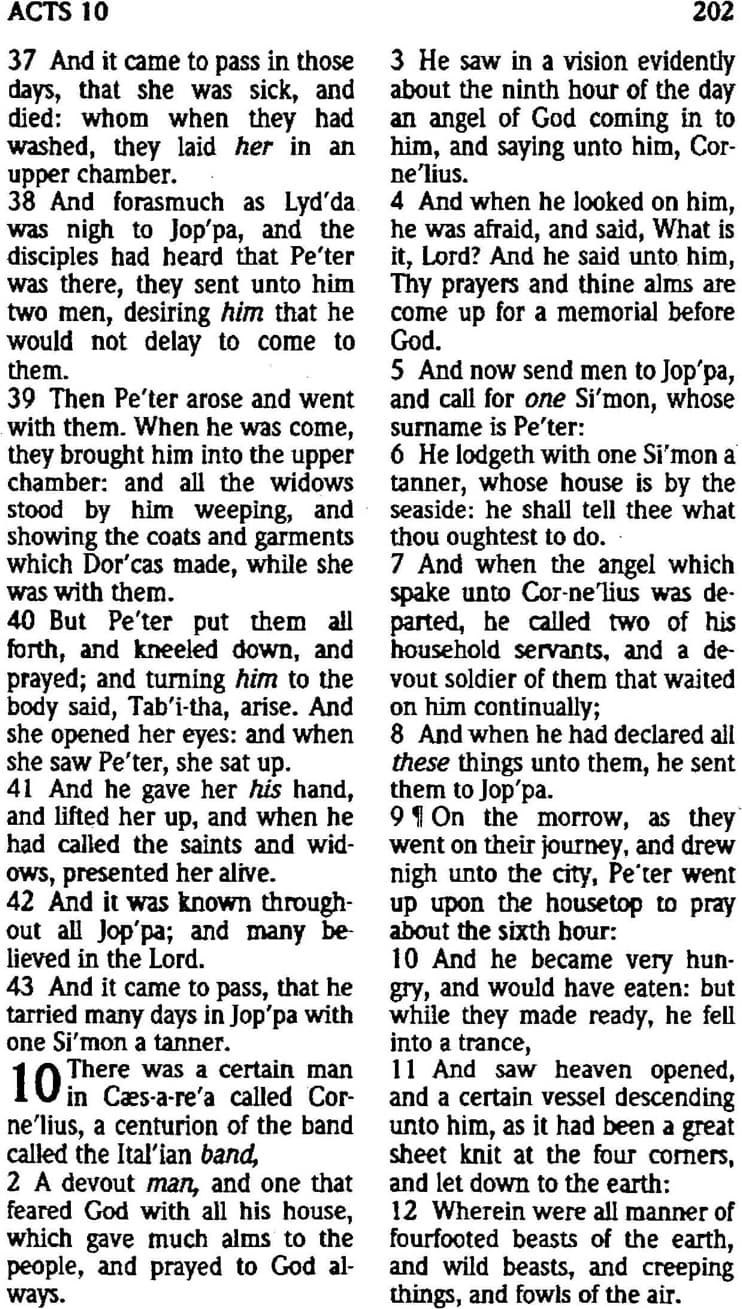 ACTS 10
202
37 And it came to pass in those
days, that she was sick, and
died: whom when they had
washed, they laid her in an
upper chamber.
38 And forasmuch as Lyd′da
was nigh to Jop′pa, and the
disciples had heard that Pe′ter
was there, they sent unto him
two men, desiring him that he
would not delay to come to
them.
39 Then Pe′ter arose and went
with them. When he was come,
they brought him into the upper
chamber: and all the widows
stood by him weeping, and
showing the coats and garments
which Dor′cas made, while she
was with them.
40 But Pe′ter put them all
forth, and kneeled down, and
prayed; and turning him to the
body said, Tab′i-tha, arise. And
she opened her eyes: and when
she saw Pe′ter, she sat up.
41 And he gave her his hand,
and lifted her up, and when he
had called the saints and wid-
ows, presented her alive.
42 And it was known through-
out all Jop′pa; and many be-
lieved in the Lord.
43 And it came to pass, that he
tarried many days in Jop′pa with
one Si′mon a tanner.
10 There was a certain man
in Cæs-a-re′a called Cor-
ne′lius, a centurion of the band
called the Ital′ian band,
2 A devout man, and one that
feared God with all his house,
which gave much alms to the
people, and prayed to God al-
ways.
3 He saw in a vision evidently
about the ninth hour of the day
an angel of God coming in to
him, and saying unto him, Cor-
ne′lius.
4 And when he looked on him,
he was afraid, and said, What is
it, Lord? And he said unto him,
Thy prayers and thine alms are
come up for a memorial before
God.
5 And now send men to Jop′pa,
and call for one Si′mon, whose
surname is Pe′ter:
6 He lodgeth with one Si′mon a
tanner, whose house is by the
seaside: he shall tell thee what
thou oughtest to do.
7 And when the angel which
spake unto Cor-ne′lius was de-
parted, he called two of his
household servants, and a de-
vout soldier of them that waited
on him continually;
8 And when he had declared all
these things unto them, he sent
them to Jop′pa.
9 ¶ On the morrow, as they
went on their journey, and drew
nigh unto the city, Pe′ter went
up upon the housetop to pray
about the sixth hour:
10 And he became very hun-
gry, and would have eaten: but
while they made ready, he fell
into a trance,
11 And saw heaven opened,
and a certain vessel descending
unto him, as it had been a great
sheet knit at the four corners,
and let down to the earth:
12 Wherein were all manner of
fourfooted beasts of the earth,
and wild beasts, and creeping
things, and fowls of the air.